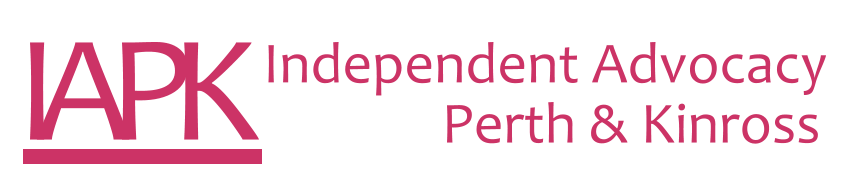 IAPK
Independent Advocacy
Perth & Kinross